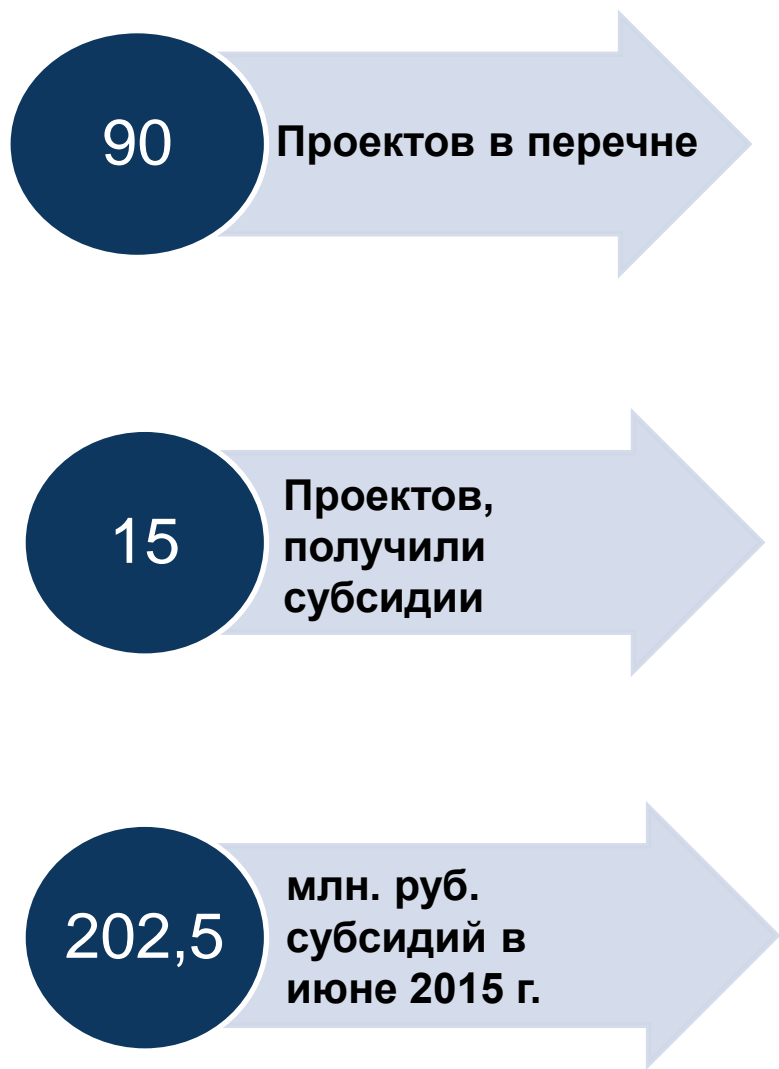 90
Проектов в перечне
15
Проектов,
получили
субсидии
202,5
млн. руб.
субсидий в
июне 2015 г.